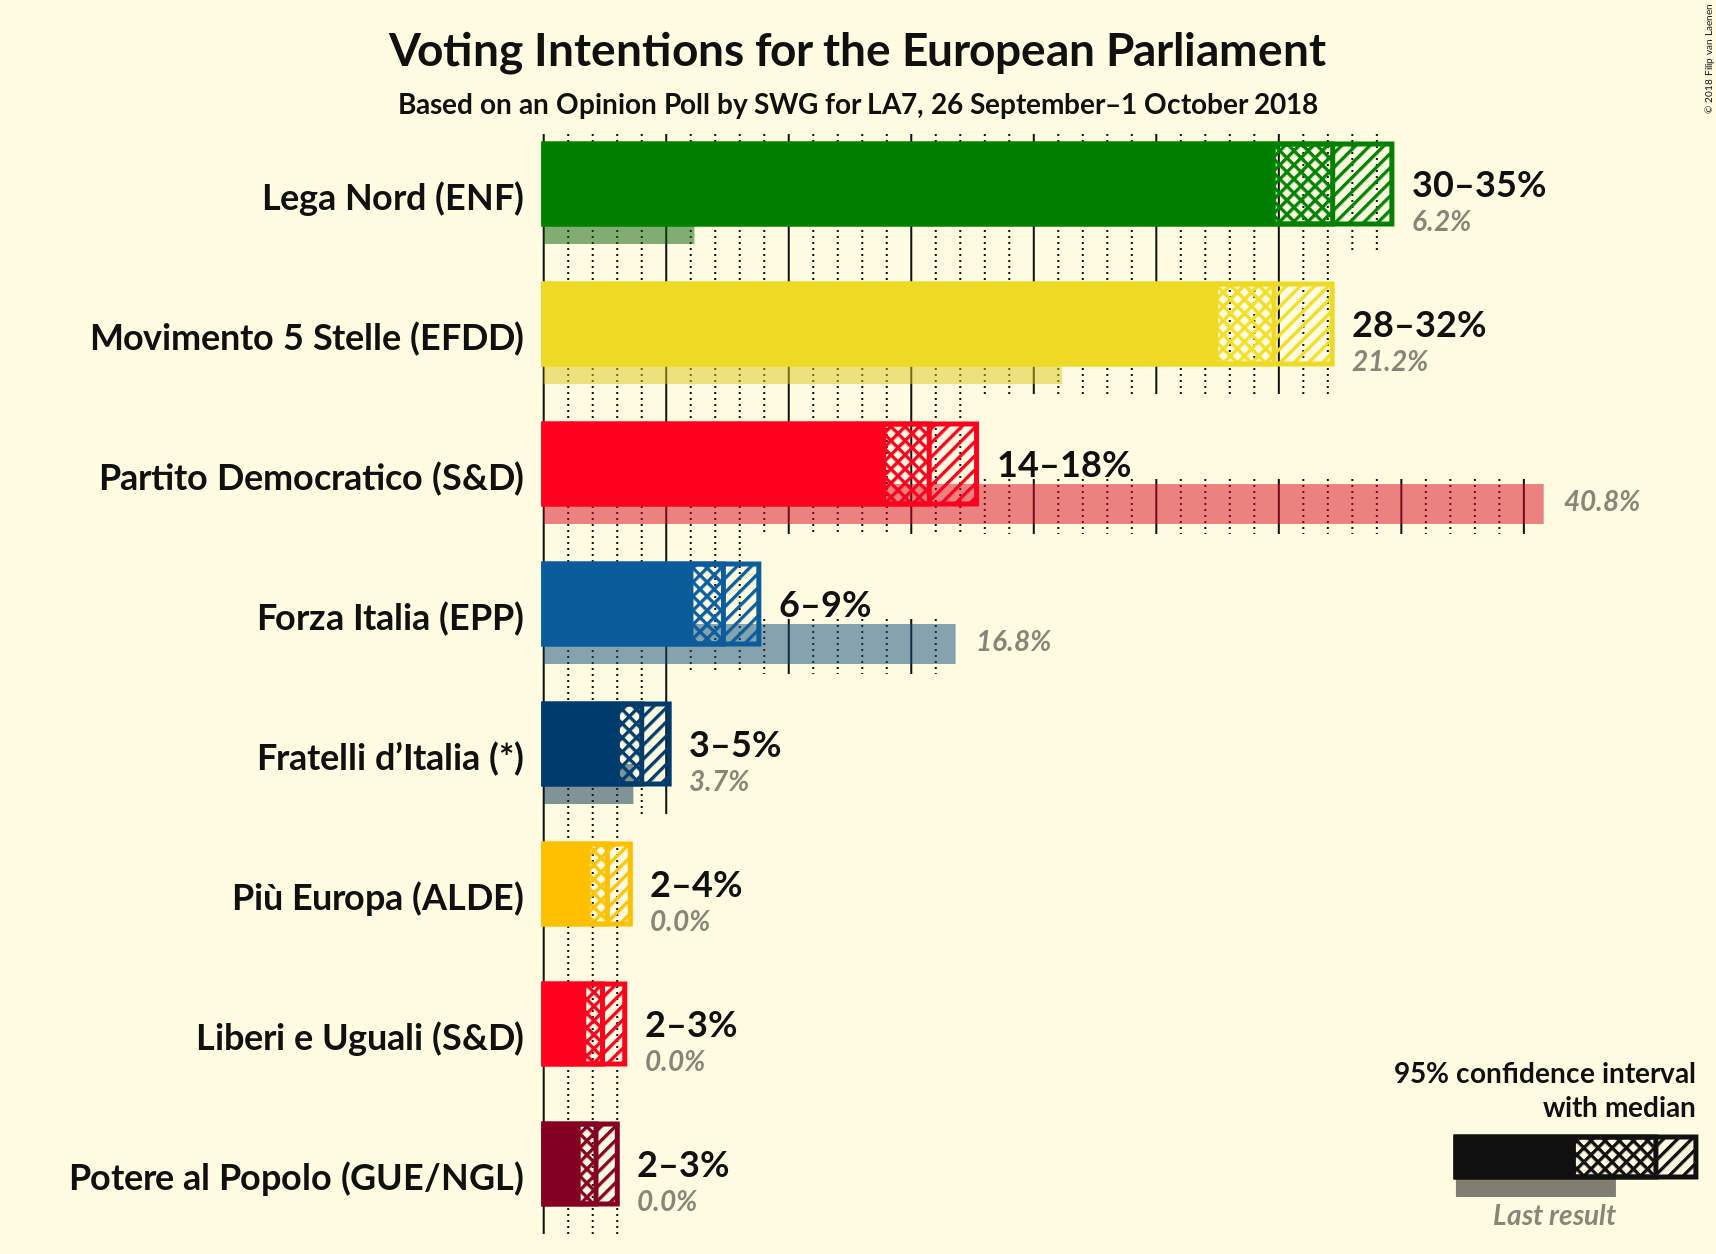 Voting Intentions for the European Parliament
Based on an Opinion Poll by SWG for LA7, 26 September–1 October 2018
© 2018 Filip van Laenen
Lega Nord (ENF)
30–35%
6.2%
Movimento 5 Stelle (EFDD)
28–32%
21.2%
Partito Democratico (S&D)
14–18%
40.8%
Forza Italia (EPP)
6–9%
16.8%
Fratelli d’Italia (*)
3–5%
3.7%
Più Europa (ALDE)
2–4%
0.0%
Liberi e Uguali (S&D)
2–3%
0.0%
Potere al Popolo (GUE/NGL)
2–3%
0.0%
95% confidence interval
with median
Last result